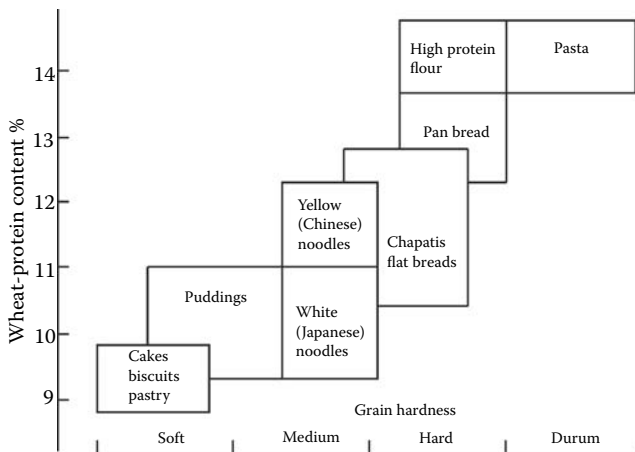 Wheat-protein content %
14
13
12
11
10
9
High protein
flour
Pasta
Pan bread
Yellow
(Chinese)
noodles
Chapatis
flat breads
Puddings
White
(Japanese)
noodles
Cakes
biscuits
pastry
Grain hardness
Soft
Medium
Hard
Durum